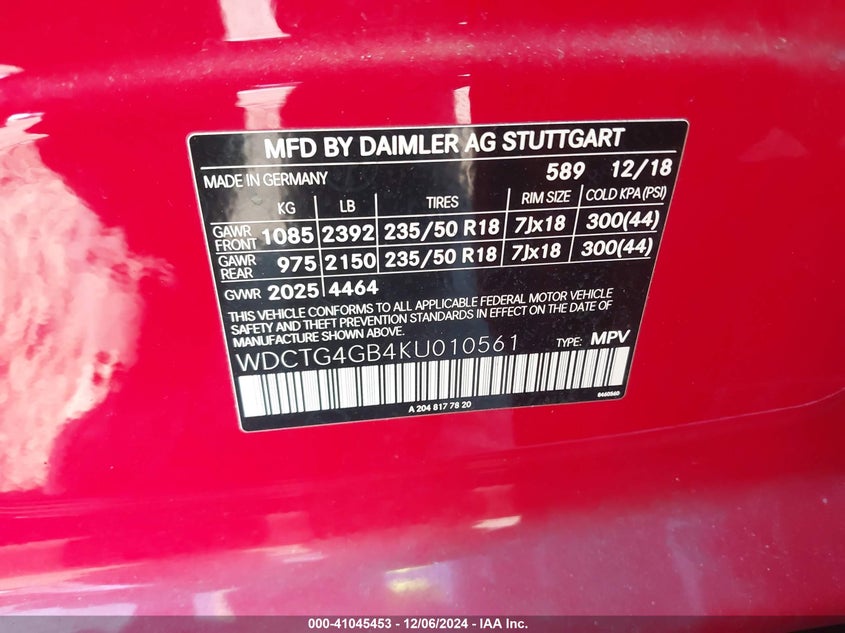 MFD BY DAIMLER AG STUTTGART
589 12/18
MADE IN GERMANY
KG LB TIRES RIM SIZE COLD KPA(PSI)
GAWR FRONT 1085 2392 235/50 R18 7Jx18 300(44)
GAWR REAR 975 2150 235/50 R18 7Jx18 300(44)
GVWR 2025 4464
THIS VEHICLE CONFORMS TO ALL APPLICABLE FEDERAL MOTOR VEHICLE
SAFETY AND THEFT PREVENTION STANDARDS IN EFFECT ON THE DATE OF
MANUFACTURE SHOWN ABOVE.
WDCTG4GB4KU010561 TYPE: MPV
A 204 817 78 20
000-41045453 - 12/06/2024 - IAA Inc.